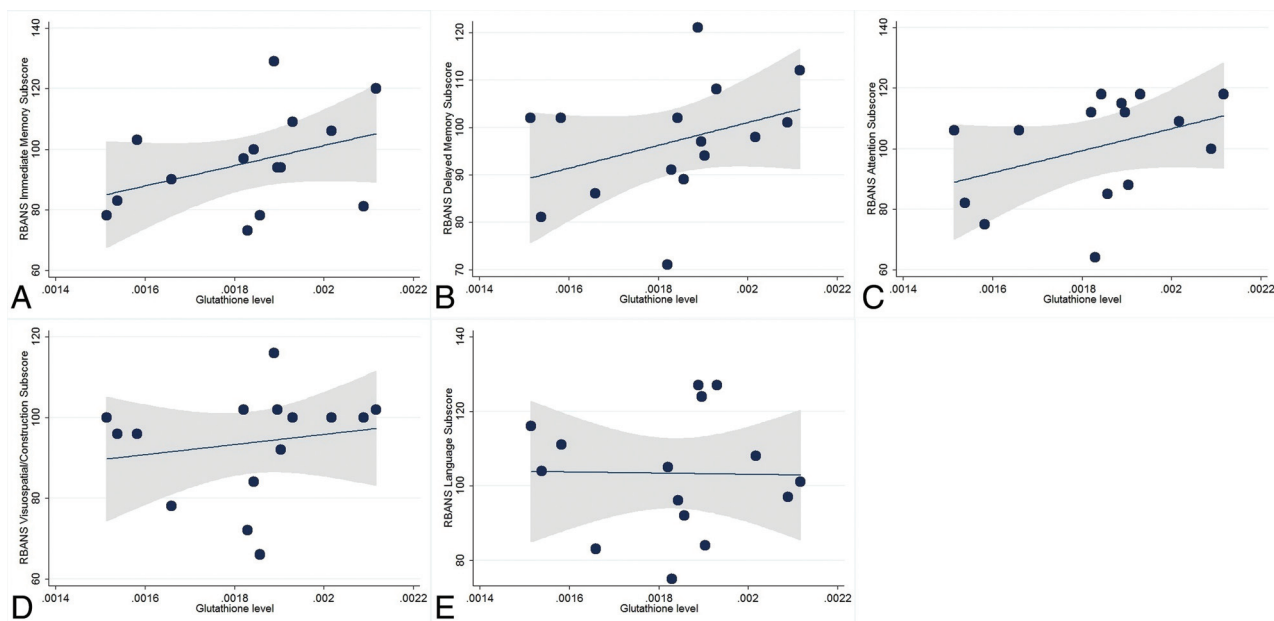 A
RBANS Immediate Memory Subscore
140
120
100
80
60
.0014 .0016 .0018 .002 .0022
Glutathione level
B
RBANS Delayed Memory Subscore
120
110
100
90
80
70
.0014 .0016 .0018 .002 .0022
Glutathione level
C
RBANS Attention Subscore
140
120
100
80
60
.0014 .0016 .0018 .002 .0022
Glutathione level
D
RBANS Visuospatial/Construction Subscore
120
100
80
60
.0014 .0016 .0018 .002 .0022
Glutathione level
E
RBANS Language Subscore
140
120
100
80
.0014 .0016 .0018 .002 .0022
Glutathione level